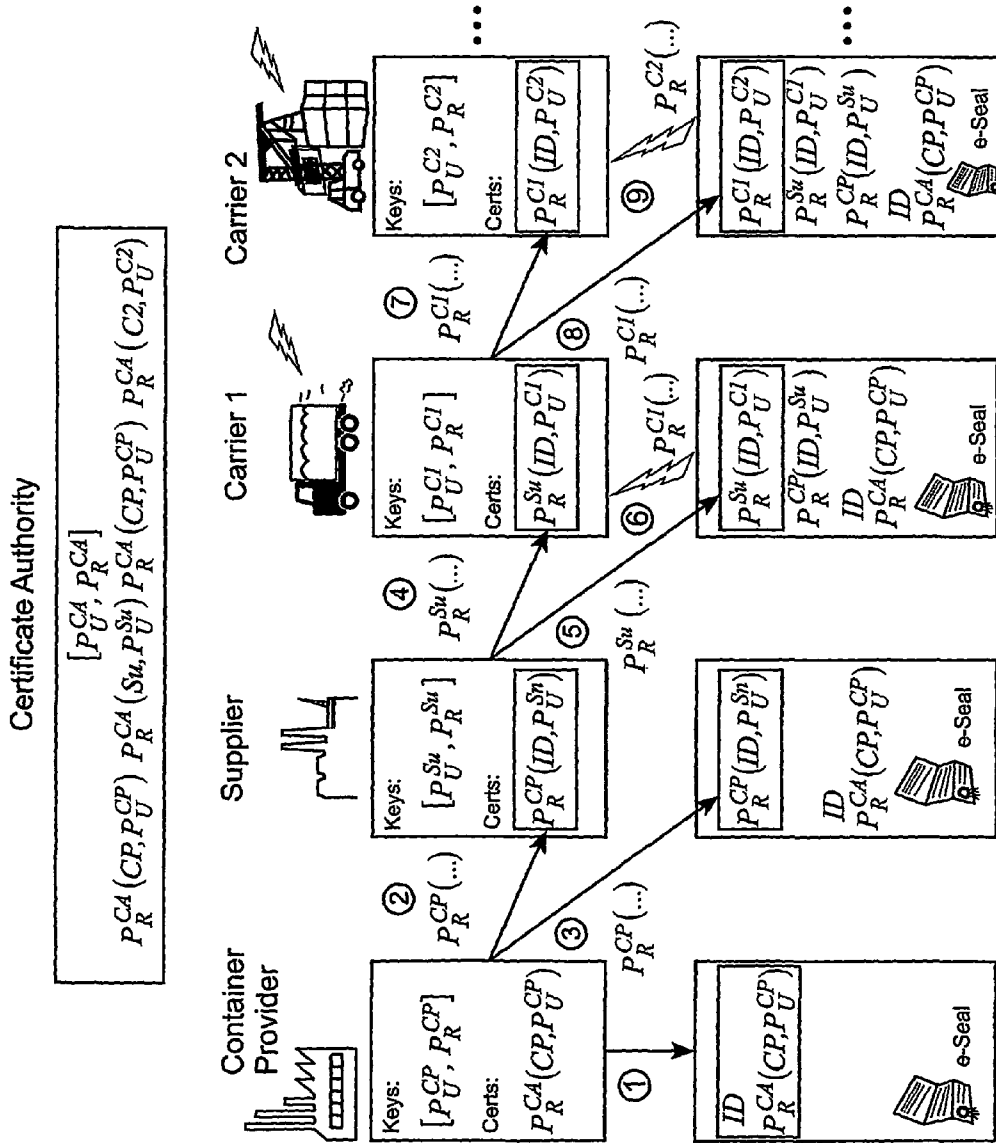 Certificate Authority
[P_U^{CA}, P_R^{CA}]
P_R^{CA}(CP, P_U^{CP}) P_R^{CA}(Su, P_U^{Su}) P_R^{CA}(CP, P_U^{CP}) P_R^{CA}(C2, P_U^{C2})
Container
Provider
Keys:
[P_U^{CP}, P_R^{CP}]
Certs:
P_R^{CA}(CP, P_U^{CP})
①
ID
P_R^{CA}(CP, P_U^{CP})
e-Seal
②
P_R^{CP}(...)
③
P_R^{CP}(...)
Supplier
Keys:
[P_U^{Su}, P_R^{Su}]
Certs:
P_R^{CP}(ID, P_U^{Sn})
P_R^{CP}(ID, P_U^{Sn})
ID
P_R^{CA}(CP, P_U^{CP})
e-Seal
④
P_R^{Su}(...)
⑤
P_R^{Su}(...)
Carrier 1
Keys:
[P_U^{C1}, P_R^{C1}]
Certs:
P_R^{Su}(ID, P_U^{C1})
⑥
P_R^{C1}(...)
P_R^{Su}(ID, P_U^{C1})
P_R^{CP}(ID, P_U^{Su})
ID
P_R^{CA}(CP, P_U^{CP})
e-Seal
⑦
P_R^{C1}(...)
⑧
P_R^{C1}(...)
Carrier 2
Keys:
[P_U^{C2}, P_R^{C2}]
Certs:
P_R^{C1}(ID, P_U^{C2})
...
⑨
P_R^{C2}(...)
P_R^{C1}(ID, P_U^{C2})
P_R^{Su}(ID, P_U^{C1})
P_R^{CP}(ID, P_U^{Su})
ID
P_R^{CA}(CP, P_U^{CP})
e-Seal
...